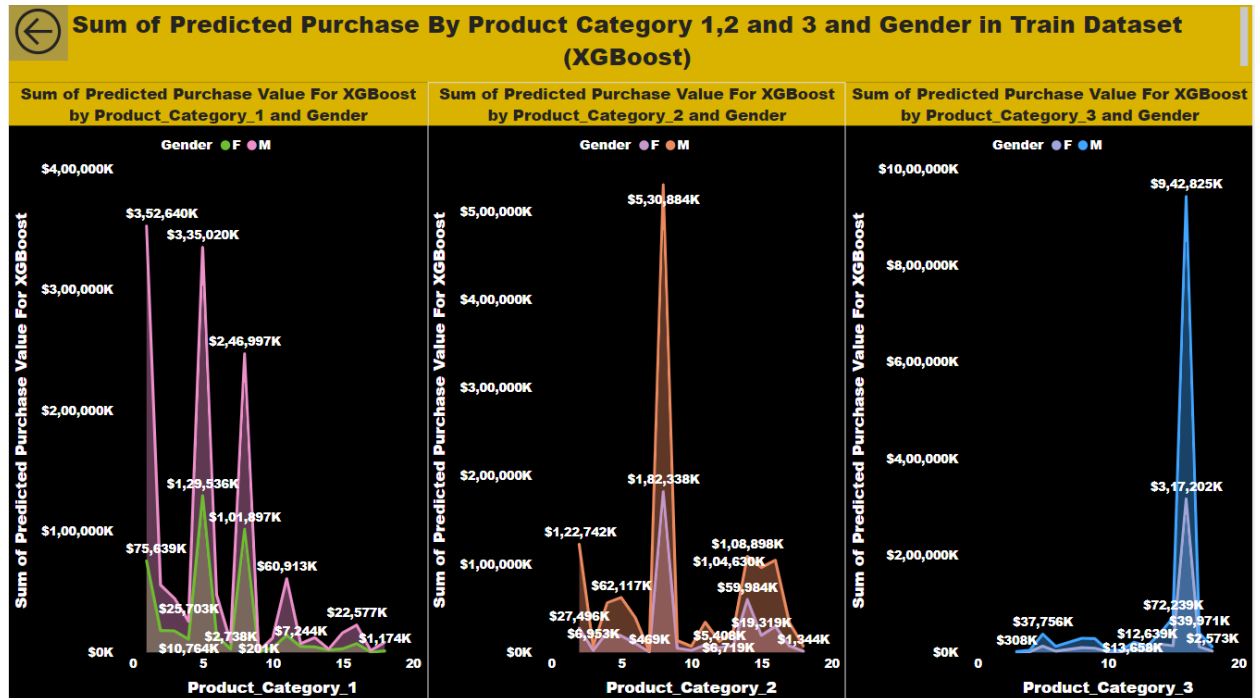 Sum of Predicted Purchase By Product Category 1,2 and 3 and Gender in Train Dataset
(XGBoost)
Sum of Predicted Purchase Value For XGBoost
by Product_Category_1 and Gender
Gender F M
Sum of Predicted Purchase Value For XGBoost
$4,00,000K
$3,00,000K
$2,00,000K
$1,00,000K
$0K
$3,52,640K
$3,35,020K
$2,46,997K
$1,29,536K
$1,01,897K
$75,639K
$60,913K
$25,703K
$22,577K
$10,764K
$2,738K
$7,244K
$1,174K
0 5 10 15 20
Product_Category_1
Sum of Predicted Purchase Value For XGBoost
by Product_Category_2 and Gender
Gender F M
Sum of Predicted Purchase Value For XGBoost
$5,00,000K
$4,00,000K
$3,00,000K
$2,00,000K
$1,00,000K
$0K
$5,30,884K
$1,82,338K
$1,22,742K
$1,08,898K
$1,04,630K
$62,117K
$59,984K
$27,496K
$19,319K
$6,953K
$469K
$5,408K
$6,719K
$1,344K
0 5 10 15 20
Product_Category_2
Sum of Predicted Purchase Value For XGBoost
by Product_Category_3 and Gender
Gender F M
Sum of Predicted Purchase Value For XGBoost
$10,00,000K
$8,00,000K
$6,00,000K
$4,00,000K
$2,00,000K
$0K
$9,42,825K
$3,17,202K
$72,239K
$37,756K
$39,971K
$308K
$12,639K
$13,658K
$2,573K
0 10 20
Product_Category_3